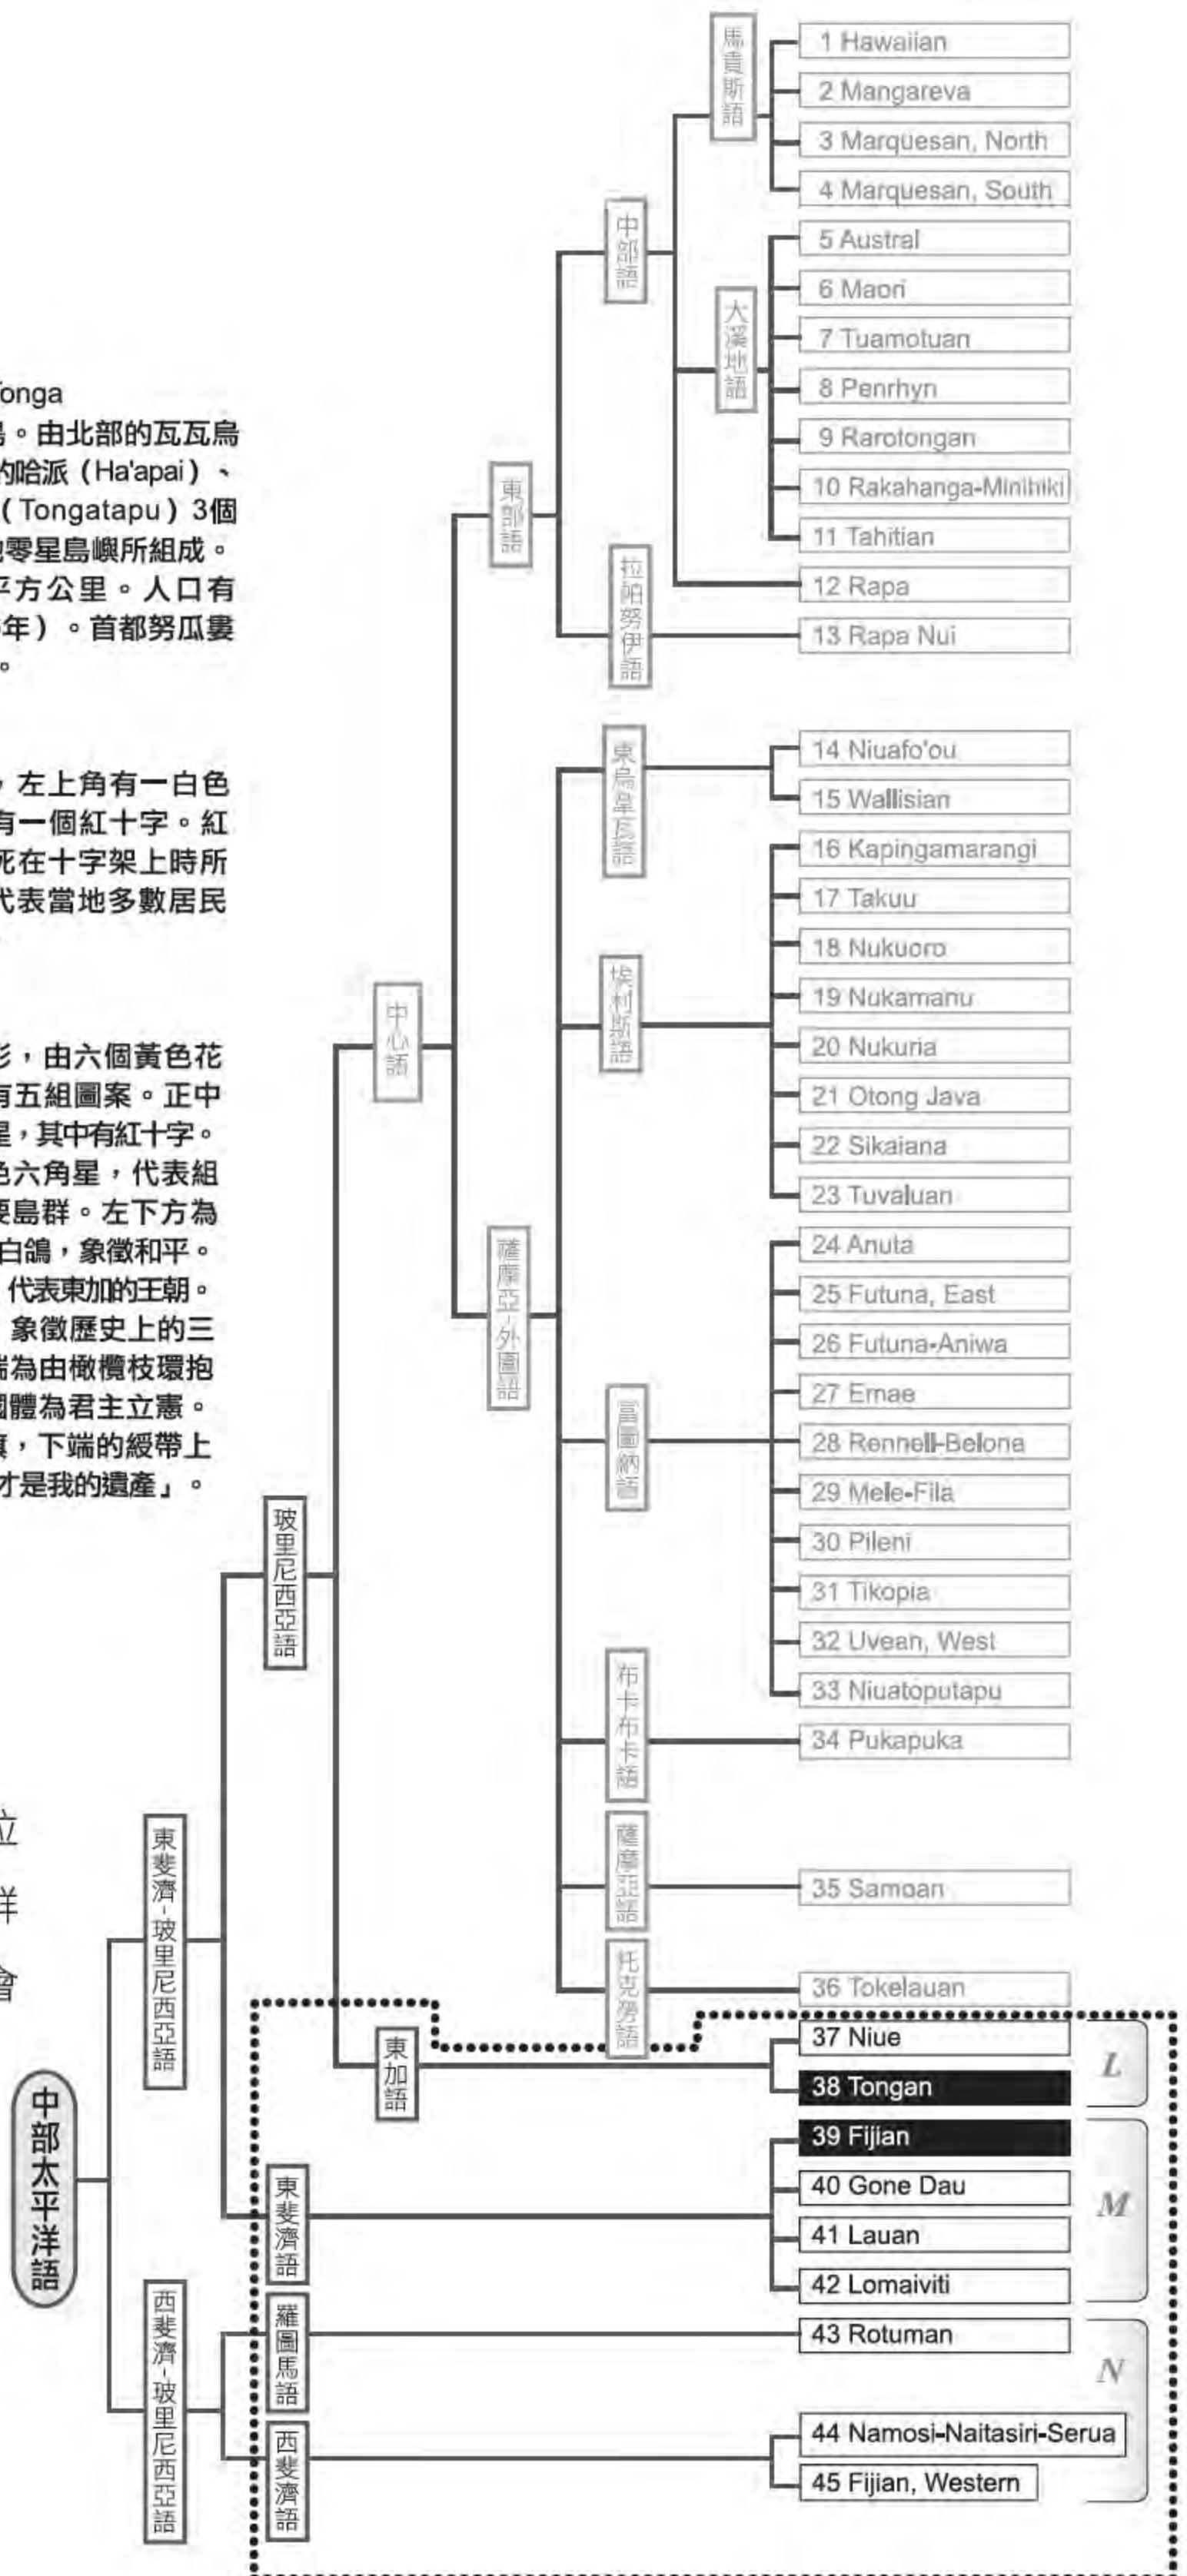 onga
島。由北部的瓦瓦烏
的哈派（Ha'apai）、
（Tongatapu）3個
他零星島嶼所組成。
平方公里。人口有
年）。首都努瓜婁
。
，左上角有一白色
有一個紅十字。紅
死在十字架上時所
代表當地多數居民
形，由六個黃色花
有五組圖案。正中
星，其中有紅十字。
色六角星，代表組
要島群。左下方為
白鴿，象徵和平。
代表東加的王朝。
象徵歷史上的三
端為由橄欖枝環抱
國體為君主立憲。
旗，下端的綬帶上
才是我的遺產」。
位
群
會
中部太平洋語
東斐濟-玻里尼西亞語
西斐濟-玻里尼西亞語
玻里尼西亞語
東斐濟語
羅圖馬語
西斐濟語
中心語
東加語
東部語
薩摩亞-外圍語
中部語
拉帕努伊語
東烏韋瓦語
埃利斯語
富圖納語
布卡布卡語
薩摩亞語
托克勞語
馬貴斯語
大溪地語
1 Hawaiian
2 Mangareva
3 Marquesan, North
4 Marquesan, South
5 Austral
6 Maori
7 Tuamotuan
8 Penrhyn
9 Rarotongan
10 Rakahanga-Minihiki
11 Tahitian
12 Rapa
13 Rapa Nui
14 Niuafo'ou
15 Wallisian
16 Kapingamarangi
17 Takuu
18 Nukuoro
19 Nukamanu
20 Nukuria
21 Otong Java
22 Sikaiana
23 Tuvaluan
24 Anuta
25 Futuna, East
26 Futuna-Aniwa
27 Emae
28 Rennell-Belona
29 Mele-Fila
30 Pileni
31 Tikopia
32 Uvean, West
33 Niuatoputapu
34 Pukapuka
35 Samoan
36 Tokelauan
37 Niue
38 Tongan
L
39 Fijian
40 Gone Dau
41 Lauan
42 Lomaiviti
M
43 Rotuman
44 Namosi-Naitasiri-Serua
45 Fijian, Western
N